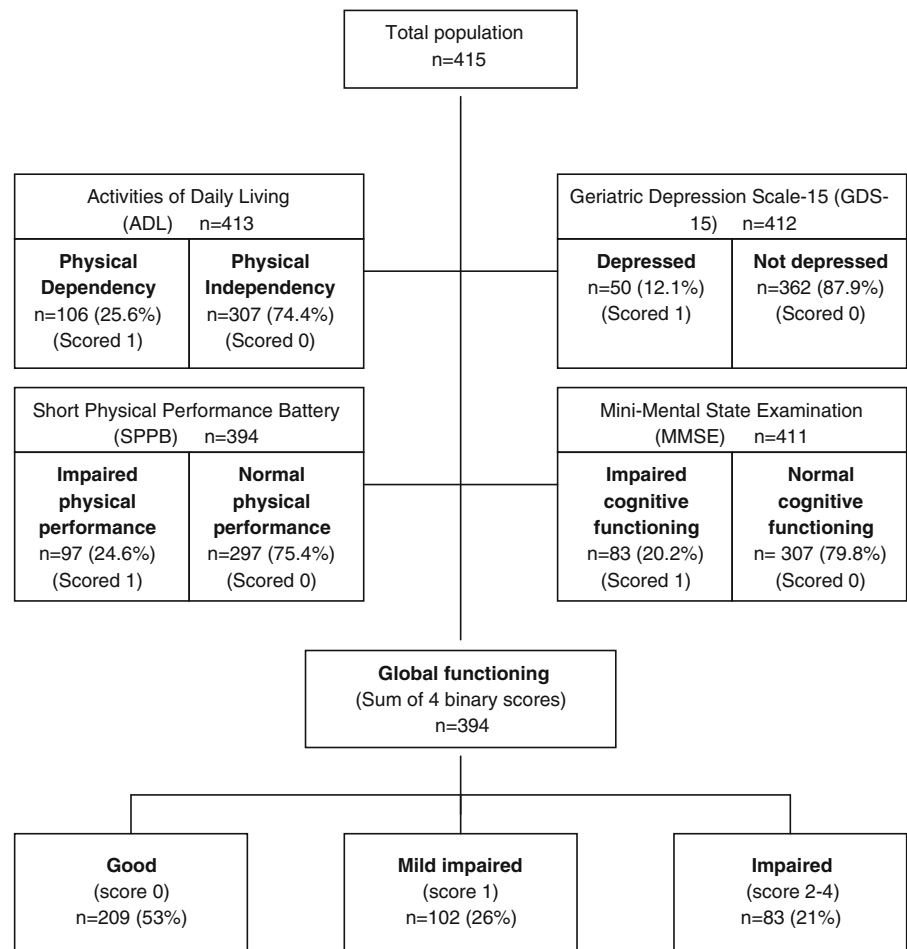 Total population
n=415
Activities of Daily Living
(ADL) n=413
Physical
Dependency
n=106 (25.6%)
(Scored 1)
Physical
Independency
n=307 (74.4%)
(Scored 0)
Geriatric Depression Scale-15 (GDS-
15) n=412
Depressed
n=50 (12.1%)
(Scored 1)
Not depressed
n=362 (87.9%)
(Scored 0)
Short Physical Performance Battery
(SPPB) n=394
Impaired
physical
performance
n=97 (24.6%)
(Scored 1)
Normal
physical
performance
n=297 (75.4%)
(Scored 0)
Mini-Mental State Examination
(MMSE) n=411
Impaired
cognitive
functioning
n=83 (20.2%)
(Scored 1)
Normal
cognitive
functioning
n= 307 (79.8%)
(Scored 0)
Global functioning
(Sum of 4 binary scores)
n=394
Good
(score 0)
n=209 (53%)
Mild impaired
(score 1)
n=102 (26%)
Impaired
(score 2-4)
n=83 (21%)